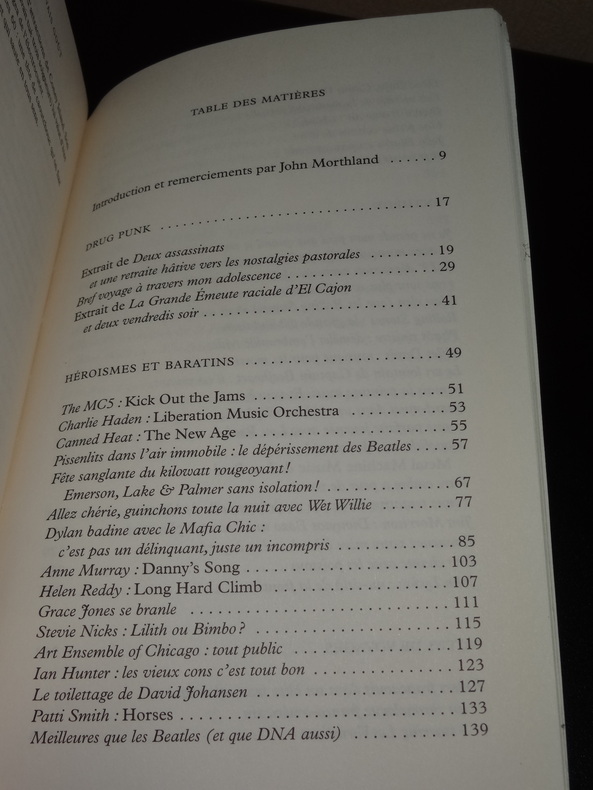 TABLE DES MATIÈRES
Introduction et remerciements par John Morthland ...... 9
DRUG PUNK ........................ 17
Extrait de Deux assassinats
et une retraite hâtive vers les nostalgies pastorales ........ 19
Bref voyage à travers mon adolescence .................. 29
Extrait de La Grande Émeute raciale d'El Cajon
et deux vendredis soir .............................. 41
HÉROISMES ET BARATINS ........................ 49
The MC5 : Kick Out the Jams ........................ 51
Charlie Haden : Liberation Music Orchestra .......... 53
Canned Heat : The New Age ........................ 55
Pissenlits dans l'air immobile : le dépérissement des Beatles .... 57
Fête sanglante du kilowatt rougeoyant !
Emerson, Lake & Palmer sans isolation ! ................ 67
Allez chérie, guinchons toute la nuit avec Wet Willie ........ 77
Dylan badine avec le Mafia Chic :
c'est pas un délinquant, juste un incompris ............ 85
Anne Murray : Danny's Song ........................ 103
Helen Reddy : Long Hard Climb .................... 107
Grace Jones se branle .............................. 111
Stevie Nicks : Lilith ou Bimbo ? ...................... 115
Art Ensemble of Chicago : tout public .................. 119
Ian Hunter : les vieux cons c'est tout bon ................ 123
Le toilettage de David Johansen ...................... 127
Patti Smith : Horses .............................. 133
Meilleures que les Beatles (et que DNA aussi) ............ 139